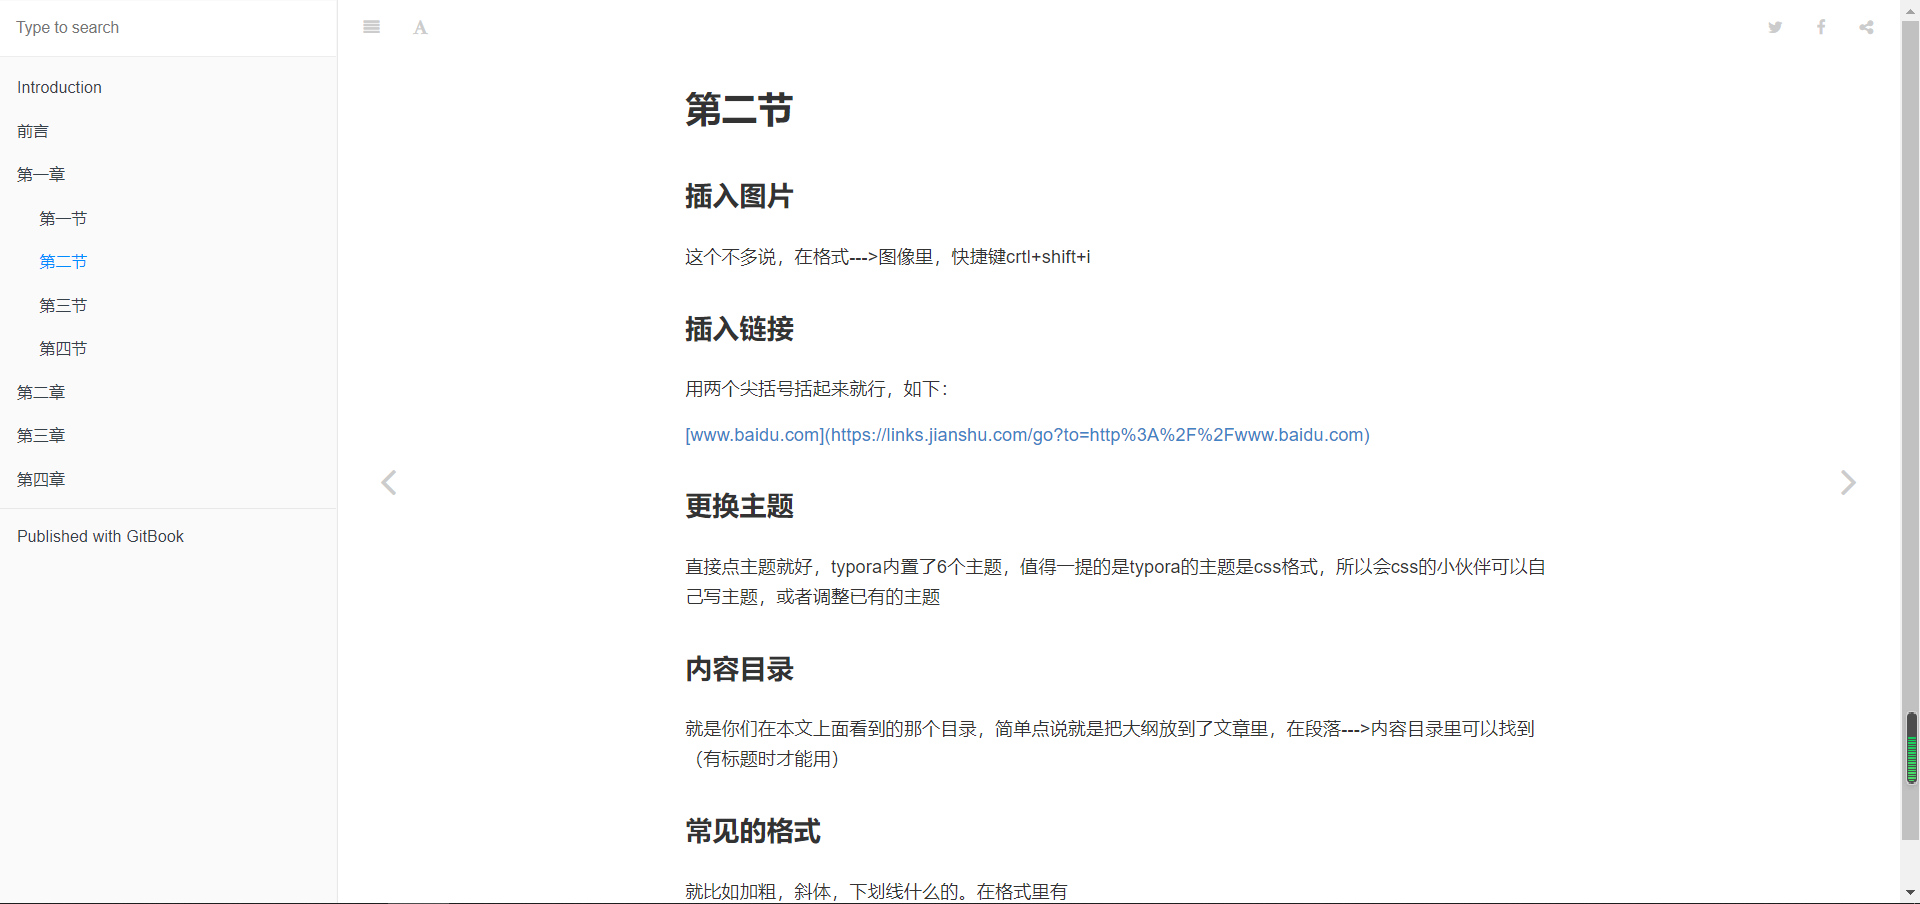 Type to search
Introduction
前言
第一章
第一节
第二节
第三节
第四节
第二章
第三章
第四章
Published with GitBook
A
第二节
插入图片
这个不多说，在格式--->图像里，快捷键crtl+shift+i
插入链接
用两个尖括号括起来就行，如下：
[www.baidu.com](https://links.jianshu.com/go?to=http%3A%2F%2Fwww.baidu.com)
更换主题
直接点主题就好，typora内置了6个主题，值得一提的是typora的主题是css格式，所以会css的小伙伴可以自
己写主题，或者调整已有的主题
内容目录
就是你们在本文上面看到的那个目录，简单点说就是把大纲放到了文章里，在段落--->内容目录里可以找到
（有标题时才能用）
常见的格式
就比如加粗，斜体，下划线什么的。在格式里有